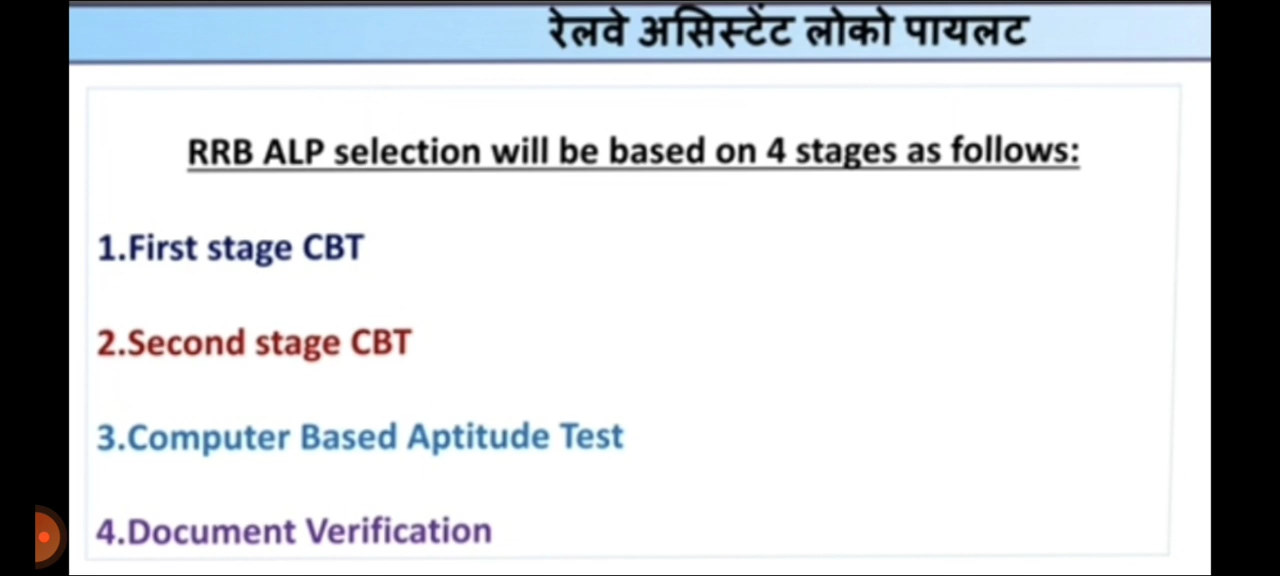 रेलवे असिस्टेंट लोको पायलट
RRB ALP selection will be based on 4 stages as follows:
1.First stage CBT
2.Second stage CBT
3.Computer Based Aptitude Test
4.Document Verification